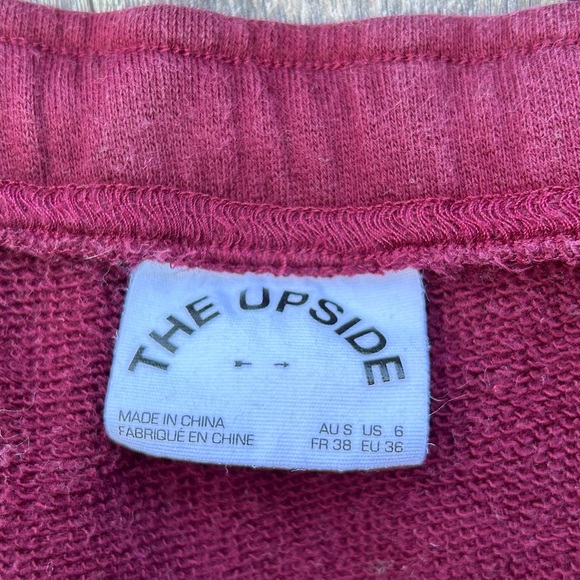 THE UPSIDE
MADE IN CHINA
FABRIQUÉ EN CHINE
AU S US 6
FR 38 EU 36